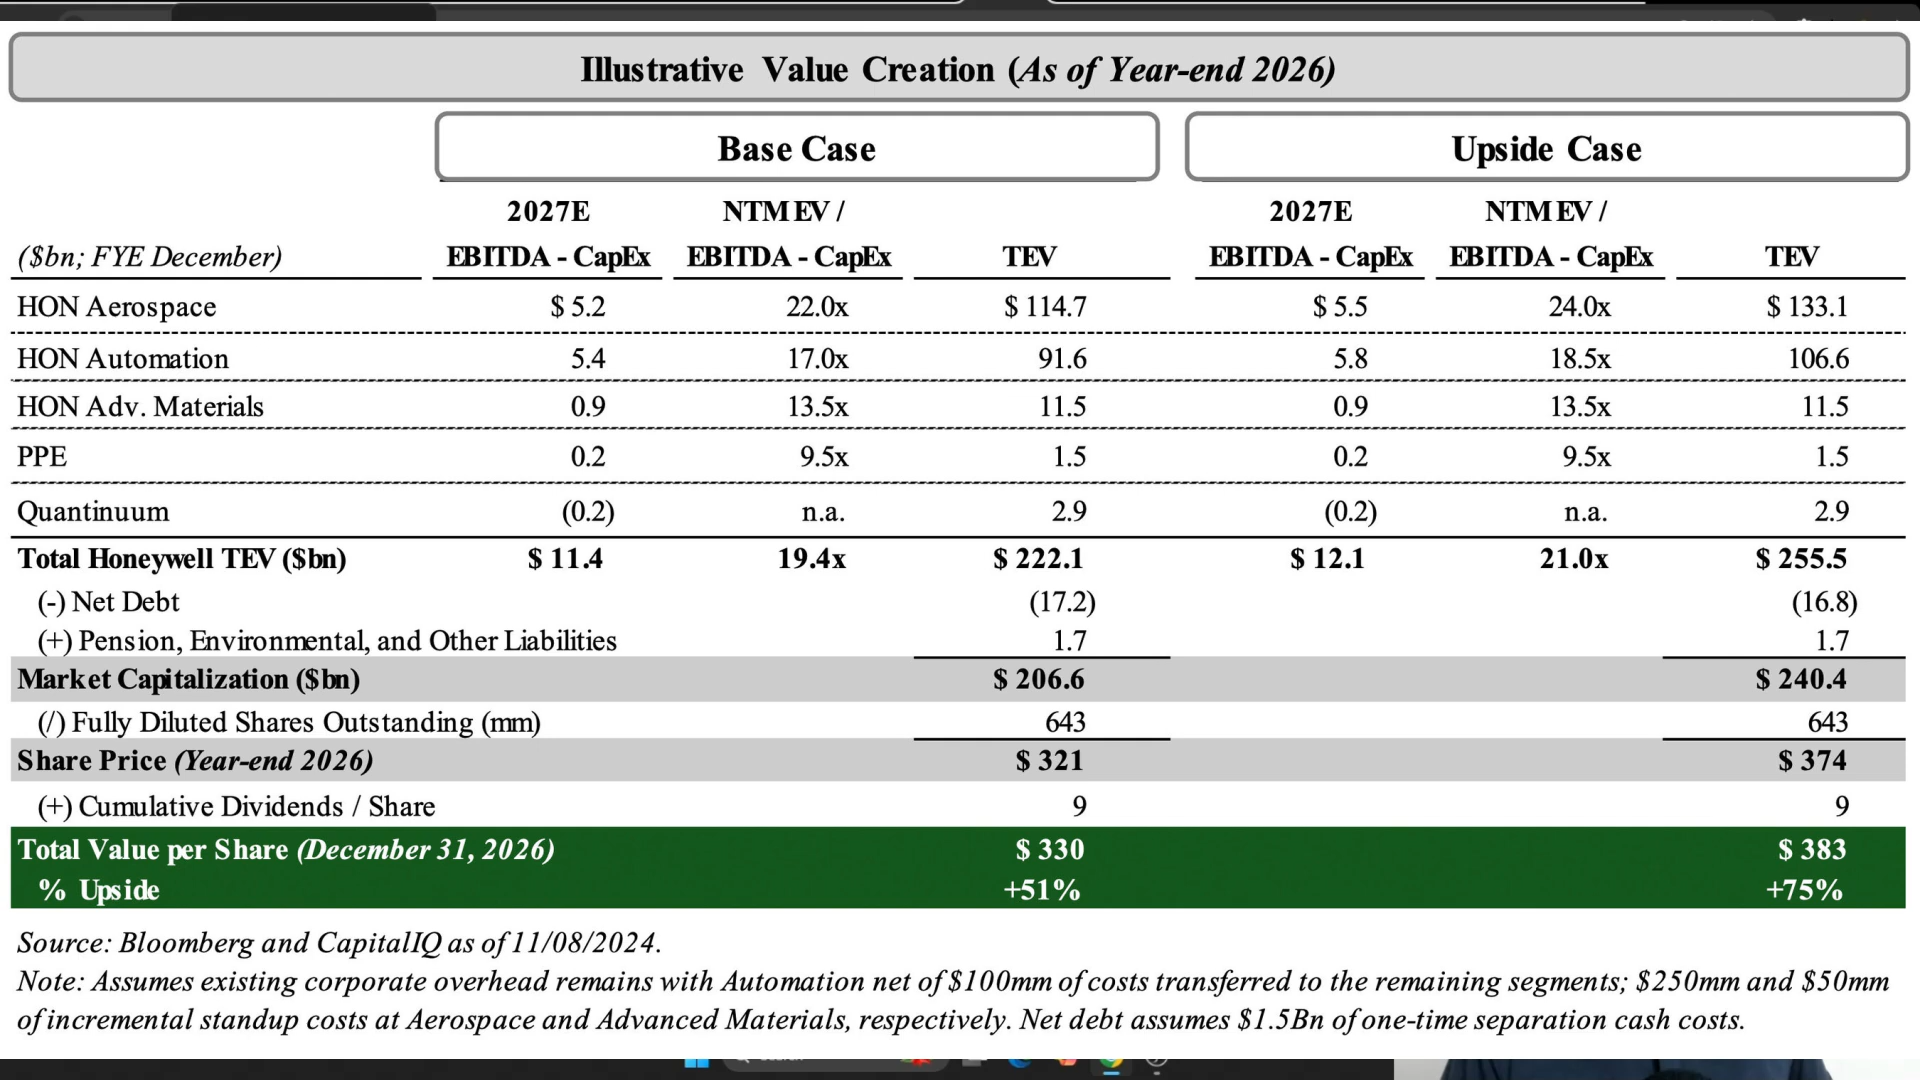 Illustrative Value Creation (As of Year-end 2026)
Base Case Upside Case
2027E NTM EV / 2027E NTM EV /
($bn; FYE December) EBITDA - CapEx EBITDA - CapEx TEV EBITDA - CapEx EBITDA - CapEx TEV
HON Aerospace $ 5.2 22.0x $ 114.7 $ 5.5 24.0x $ 133.1
HON Automation 5.4 17.0x 91.6 5.8 18.5x 106.6
HON Adv. Materials 0.9 13.5x 11.5 0.9 13.5x 11.5
PPE 0.2 9.5x 1.5 0.2 9.5x 1.5
Quantinuum (0.2) n.a. 2.9 (0.2) n.a. 2.9
Total Honeywell TEV ($bn) $ 11.4 19.4x $ 222.1 $ 12.1 21.0x $ 255.5
(-) Net Debt (17.2) (16.8)
(+) Pension, Environmental, and Other Liabilities 1.7 1.7
Market Capitalization ($bn) $ 206.6 $ 240.4
(/) Fully Diluted Shares Outstanding (mm) 643 643
Share Price (Year-end 2026) $ 321 $ 374
(+) Cumulative Dividends / Share 9 9
Total Value per Share (December 31, 2026) $ 330 $ 383
% Upside +51% +75%
Source: Bloomberg and CapitalIQ as of 11/08/2024.
Note: Assumes existing corporate overhead remains with Automation net of $100mm of costs transferred to the remaining segments; $250mm and $50mm
of incremental standup costs at Aerospace and Advanced Materials, respectively. Net debt assumes $1.5Bn of one-time separation cash costs.